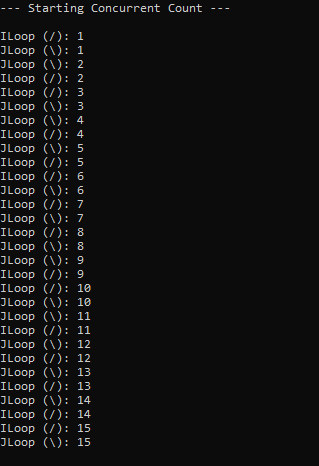 --- Starting Concurrent Count ---
ILoop (/): 1
JLoop (\): 1
JLoop (\): 2
ILoop (/): 2
ILoop (/): 3
JLoop (\): 3
JLoop (\): 4
ILoop (/): 4
JLoop (\): 5
ILoop (/): 5
ILoop (/): 6
JLoop (\): 6
ILoop (/): 7
JLoop (\): 7
ILoop (/): 8
JLoop (\): 8
JLoop (\): 9
ILoop (/): 9
ILoop (/): 10
JLoop (\): 10
JLoop (\): 11
ILoop (/): 11
JLoop (\): 12
ILoop (/): 12
JLoop (\): 13
ILoop (/): 13
JLoop (\): 14
ILoop (/): 14
ILoop (/): 15
JLoop (\): 15